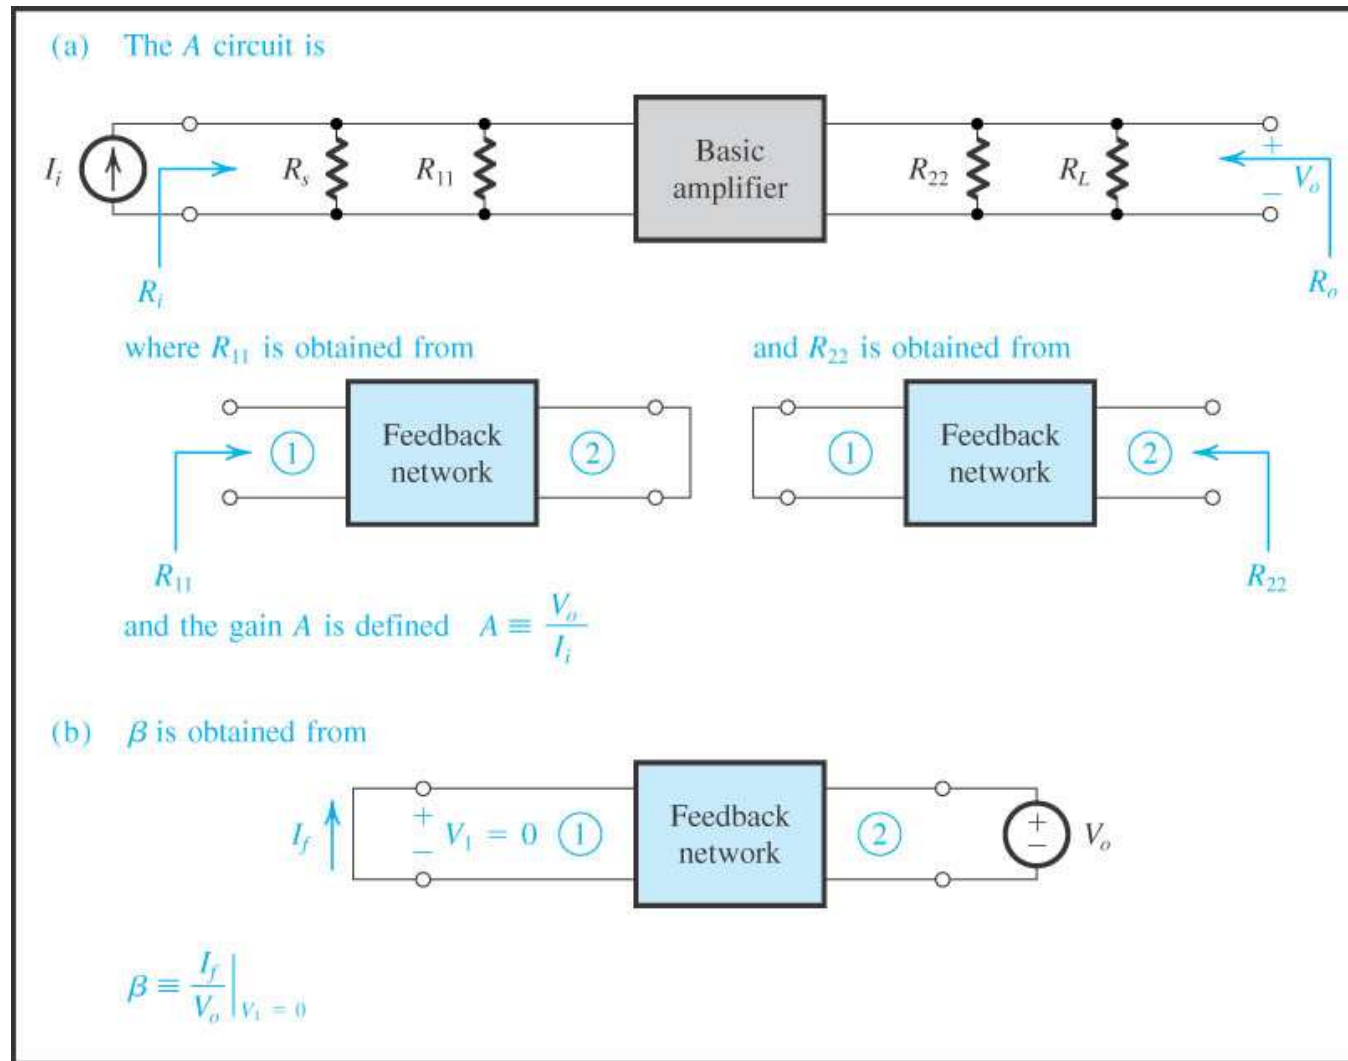 (a) The A circuit is
I_i
R_s
R_11
Basic
amplifier
R_22
R_L
+
V_o
−
R_i
R_o
where R_11 is obtained from
and R_22 is obtained from
1
Feedback
network
2
1
Feedback
network
2
R_11
R_22
and the gain A is defined A ≡ V_o / I_i
(b) β is obtained from
I_f
+
V_1 = 0
−
1
Feedback
network
2
+
−
V_o
β ≡ I_f / V_o |_{V_1 = 0}